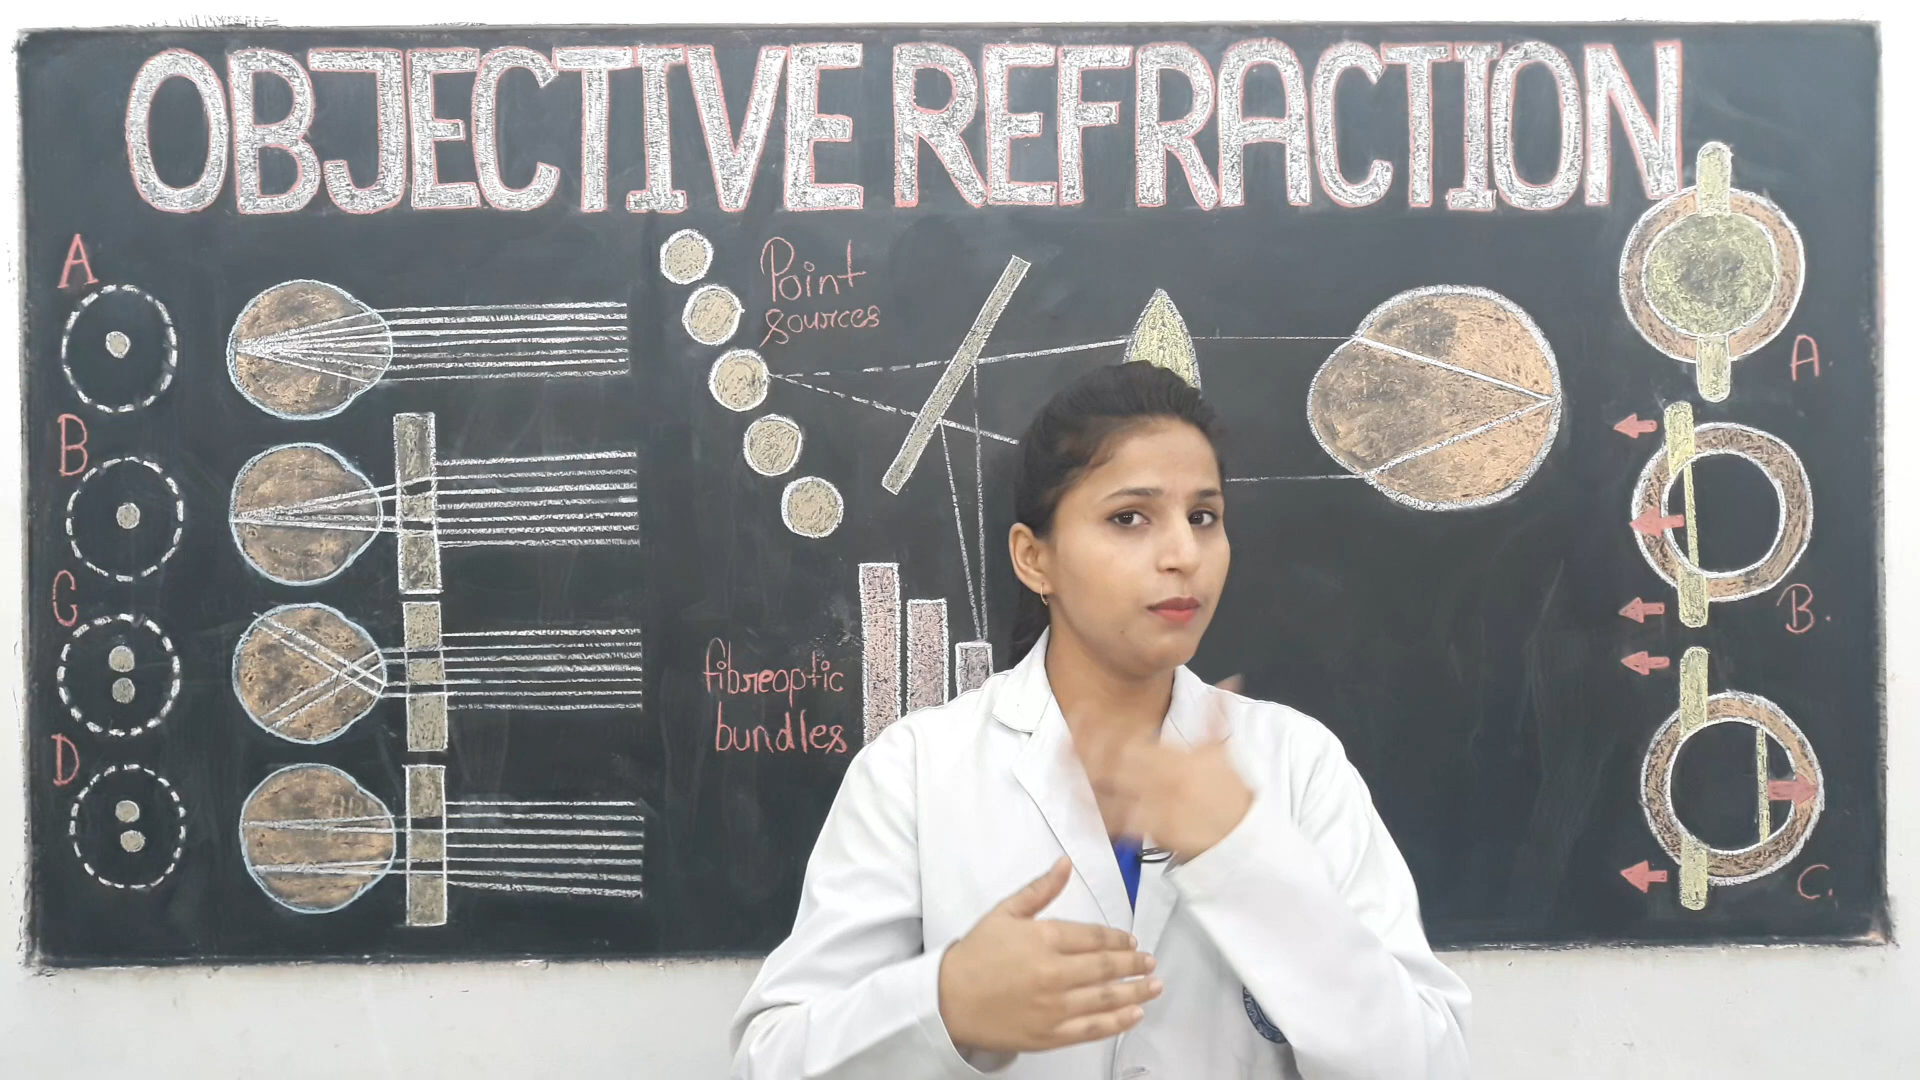 OBJECTIVE REFRACTION
A
B
C
D
Point
sources
fibreoptic
bundles
A.
B.
C.